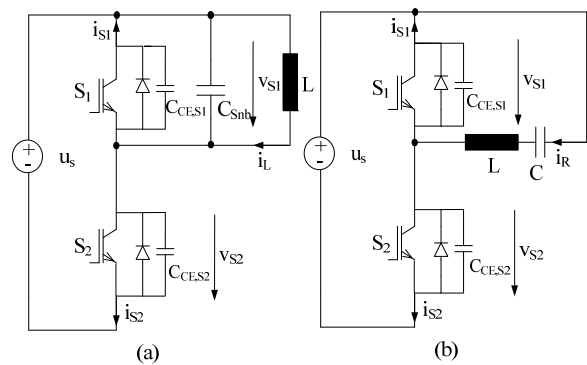 i_S1
S_1
C_CE,S1
C_Snb
v_S1
L
+
-
u_s
i_L
S_2
C_CE,S2
v_S2
i_S2
(a)
i_S1
S_1
C_CE,S1
v_S1
+
-
u_s
L
C
i_R
S_2
C_CE,S2
v_S2
i_S2
(b)